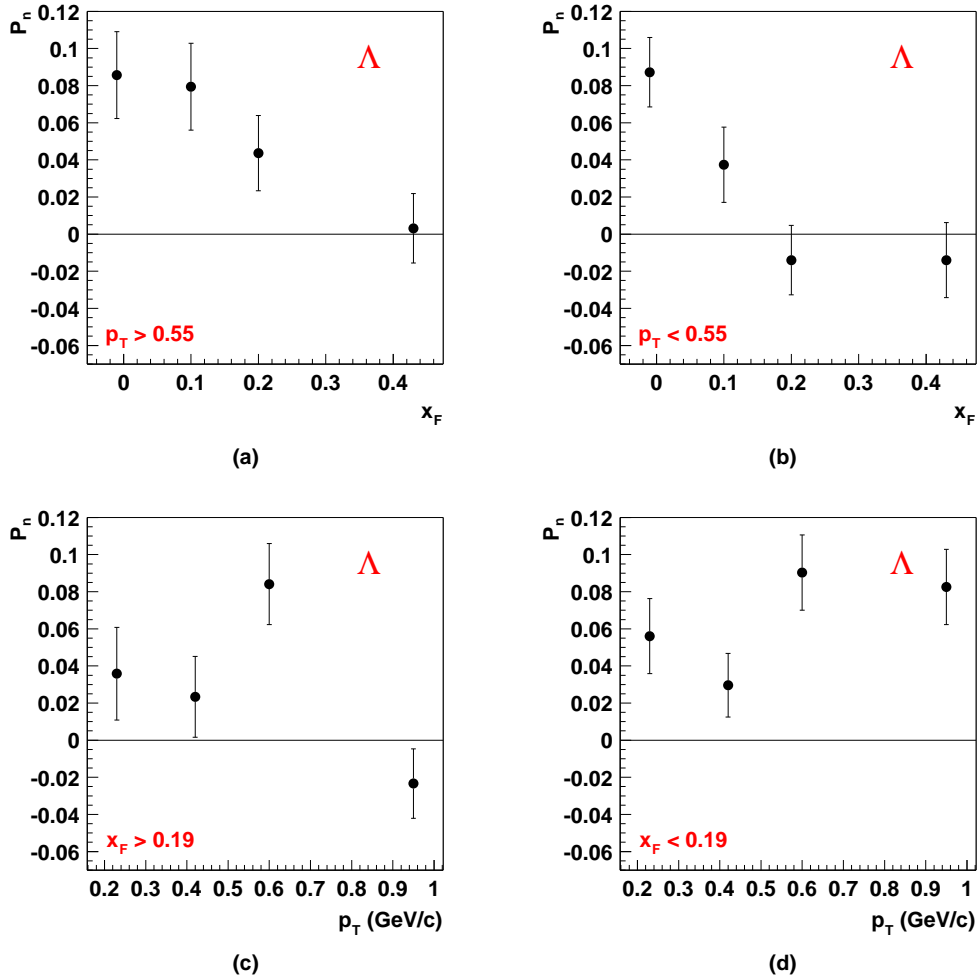 P_n
0.12
0.1
0.08
0.06
0.04
0.02
0
-0.02
-0.04
-0.06
Λ
p_T > 0.55
0 0.1 0.2 0.3 0.4
x_F
(a)
P_n
0.12
0.1
0.08
0.06
0.04
0.02
0
-0.02
-0.04
-0.06
Λ
p_T < 0.55
0 0.1 0.2 0.3 0.4
x_F
(b)
P_n
0.12
0.1
0.08
0.06
0.04
0.02
0
-0.02
-0.04
-0.06
Λ
x_F > 0.19
0.2 0.3 0.4 0.5 0.6 0.7 0.8 0.9 1
p_T (GeV/c)
(c)
P_n
0.12
0.1
0.08
0.06
0.04
0.02
0
-0.02
-0.04
-0.06
Λ
x_F < 0.19
0.2 0.3 0.4 0.5 0.6 0.7 0.8 0.9 1
p_T (GeV/c)
(d)